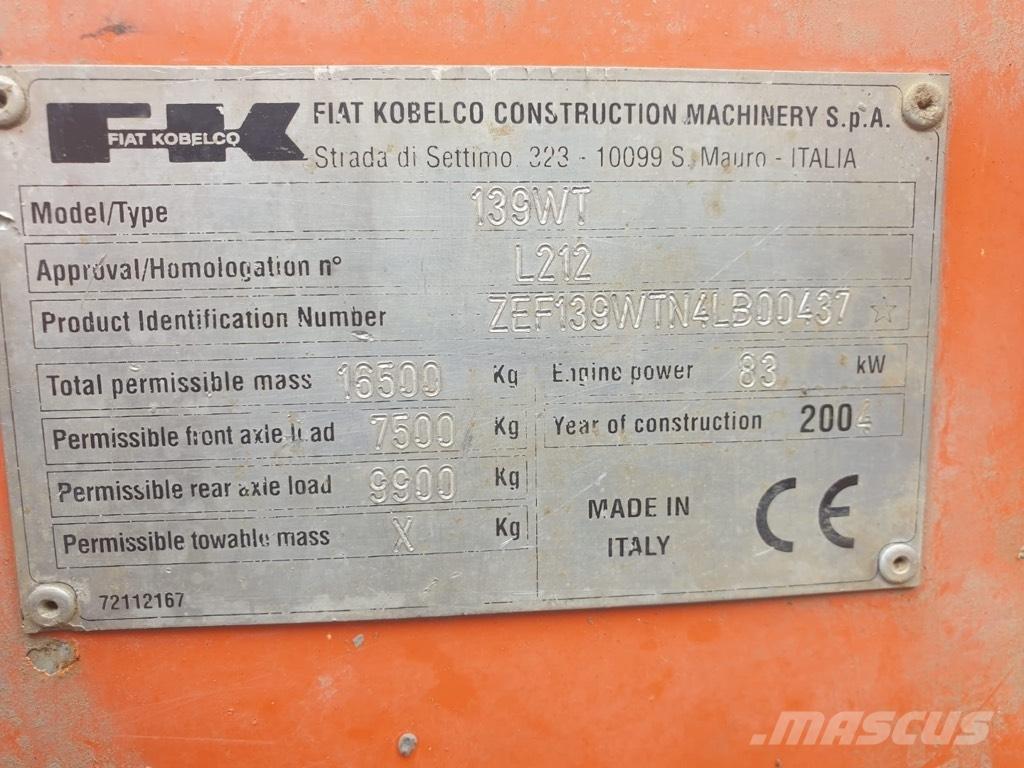 FK
FIAT KOBELCO
FIAT KOBELCO CONSTRUCTION MACHINERY S.p.A.
Strada di Settimo, 323 - 10099 S. Mauro - ITALIA
Model/Type 139WT
Approval/Homologation n° L212
Product Identification Number ZEF139WTN4LB00437 ☆
Total permissible mass 16500 Kg Engine power 83 kW
Permissible front axle load 7500 Kg Year of construction 2004
Permissible rear axle load 9900 Kg
Permissible towable mass X Kg
MADE IN
ITALY
CE
72112167
MASCUS